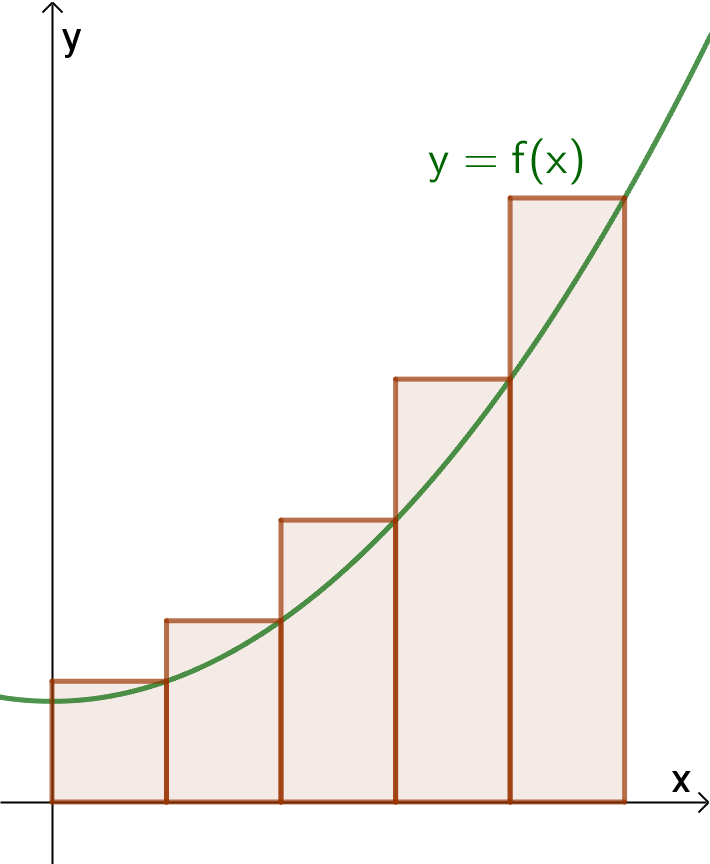 y
y = f(x)
x